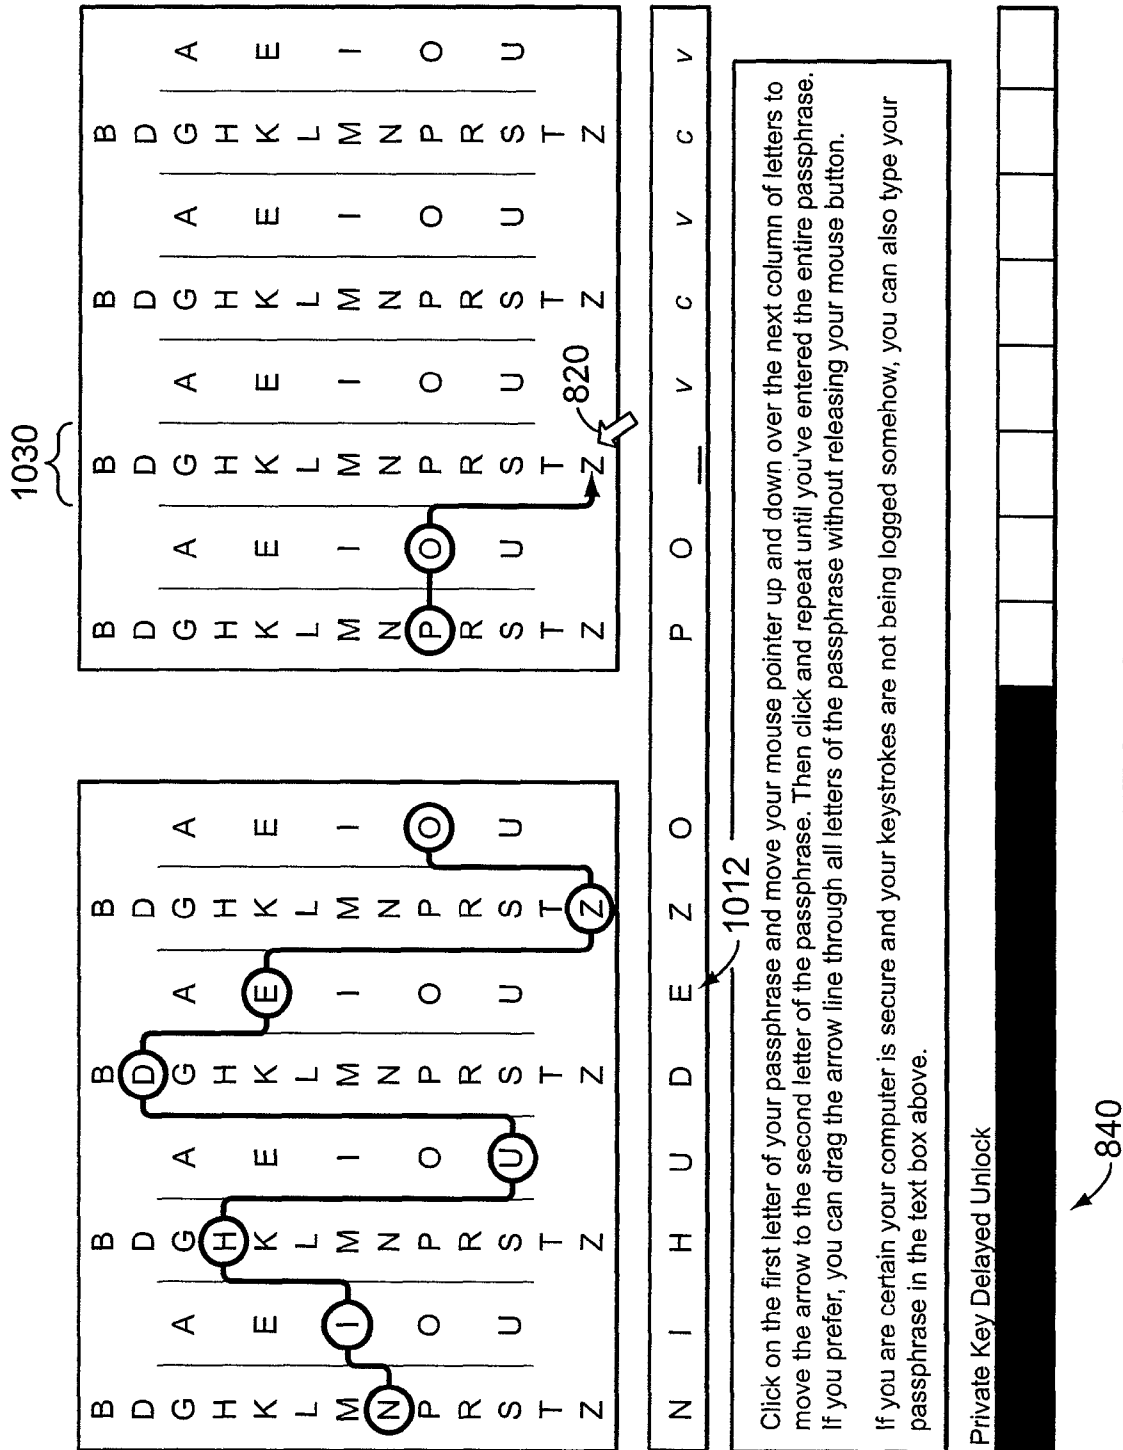 1030
B B B B B B B B
D D D D D D D D
G A G A G A G A G A G A G A G A
H H H H H H H H
K E K E K E K E K E K E K E K E
L L L L L L L L
M I M I M I M I M I M I M I M I
N N N N N N N N
P O P O P O P O P O P O P O P O
R R R R R R R R
S U S U S U S U S U S U S U S U
T T T T T T T T
Z Z Z Z Z Z Z Z
820
N I H U D E Z O P O _ v c v c v
1012
Click on the first letter of your passphrase and move your mouse pointer up and down over the next column of letters to
move the arrow to the second letter of the passphrase. Then click and repeat until you've entered the entire passphrase.
If you prefer, you can drag the arrow line through all letters of the passphrase without releasing your mouse button.
If you are certain your computer is secure and your keystrokes are not being logged somehow, you can also type your
passphrase in the text box above.
Private Key Delayed Unlock
840